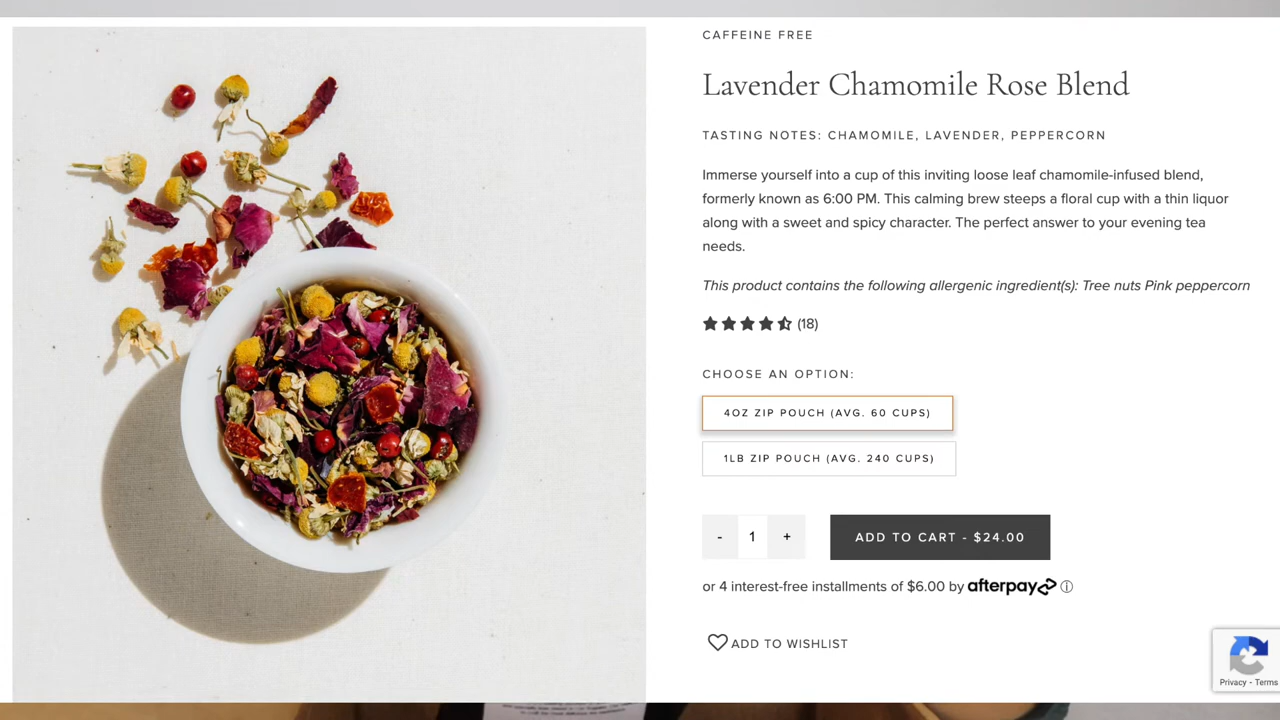 CAFFEINE FREE
Lavender Chamomile Rose Blend
TASTING NOTES: CHAMOMILE, LAVENDER, PEPPERCORN
Immerse yourself into a cup of this inviting loose leaf chamomile-infused blend,
formerly known as 6:00 PM. This calming brew steeps a floral cup with a thin liquor
along with a sweet and spicy character. The perfect answer to your evening tea
needs.
This product contains the following allergenic ingredient(s): Tree nuts Pink peppercorn
(18)
CHOOSE AN OPTION:
4OZ ZIP POUCH (AVG. 60 CUPS)
1LB ZIP POUCH (AVG. 240 CUPS)
- 1 + ADD TO CART - $24.00
or 4 interest-free installments of $6.00 by afterpay
ADD TO WISHLIST
Privacy - Terms